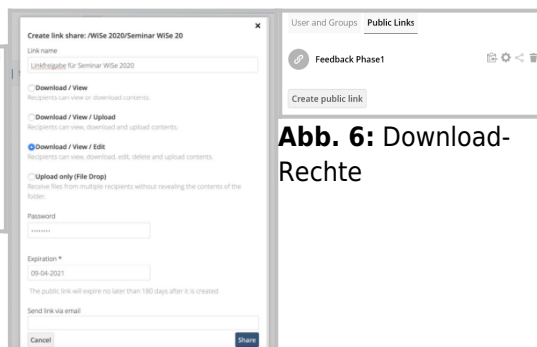 ×
Create link share: /WiSe 2020/Seminar WiSe 20
Link name
Linkfreigabe für Seminar WiSe 2020
Download / View
Recipients can view or download contents.
Download / View / Upload
Recipients can view, download and upload contents.
Download / View / Edit
Recipients can view, download, edit, delete and upload contents.
Upload only (File Drop)
Receive files from multiple recipients without revealing the contents of the
folder.
Password
••••••••
Expiration *
09-04-2021
The public link will expire no later than 180 days after it is created
Send link via email
Cancel
Share
User and Groups Public Links
Feedback Phase1
Create public link
Abb. 6: Download-
Rechte